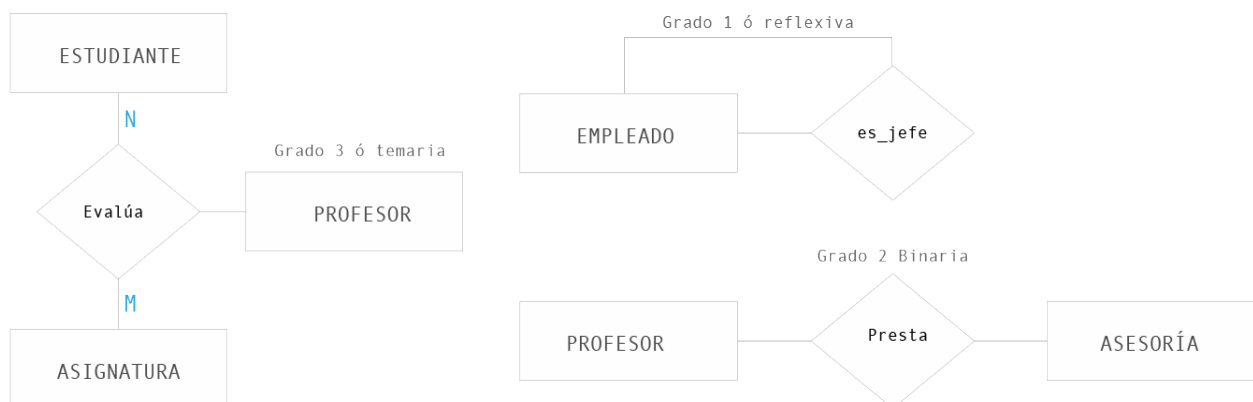 ESTUDIANTE
N
Evalúa
Grado 3 ó temaria
PROFESOR
M
ASIGNATURA
Grado 1 ó reflexiva
EMPLEADO
es_jefe
Grado 2 Binaria
PROFESOR
Presta
ASESORÍA